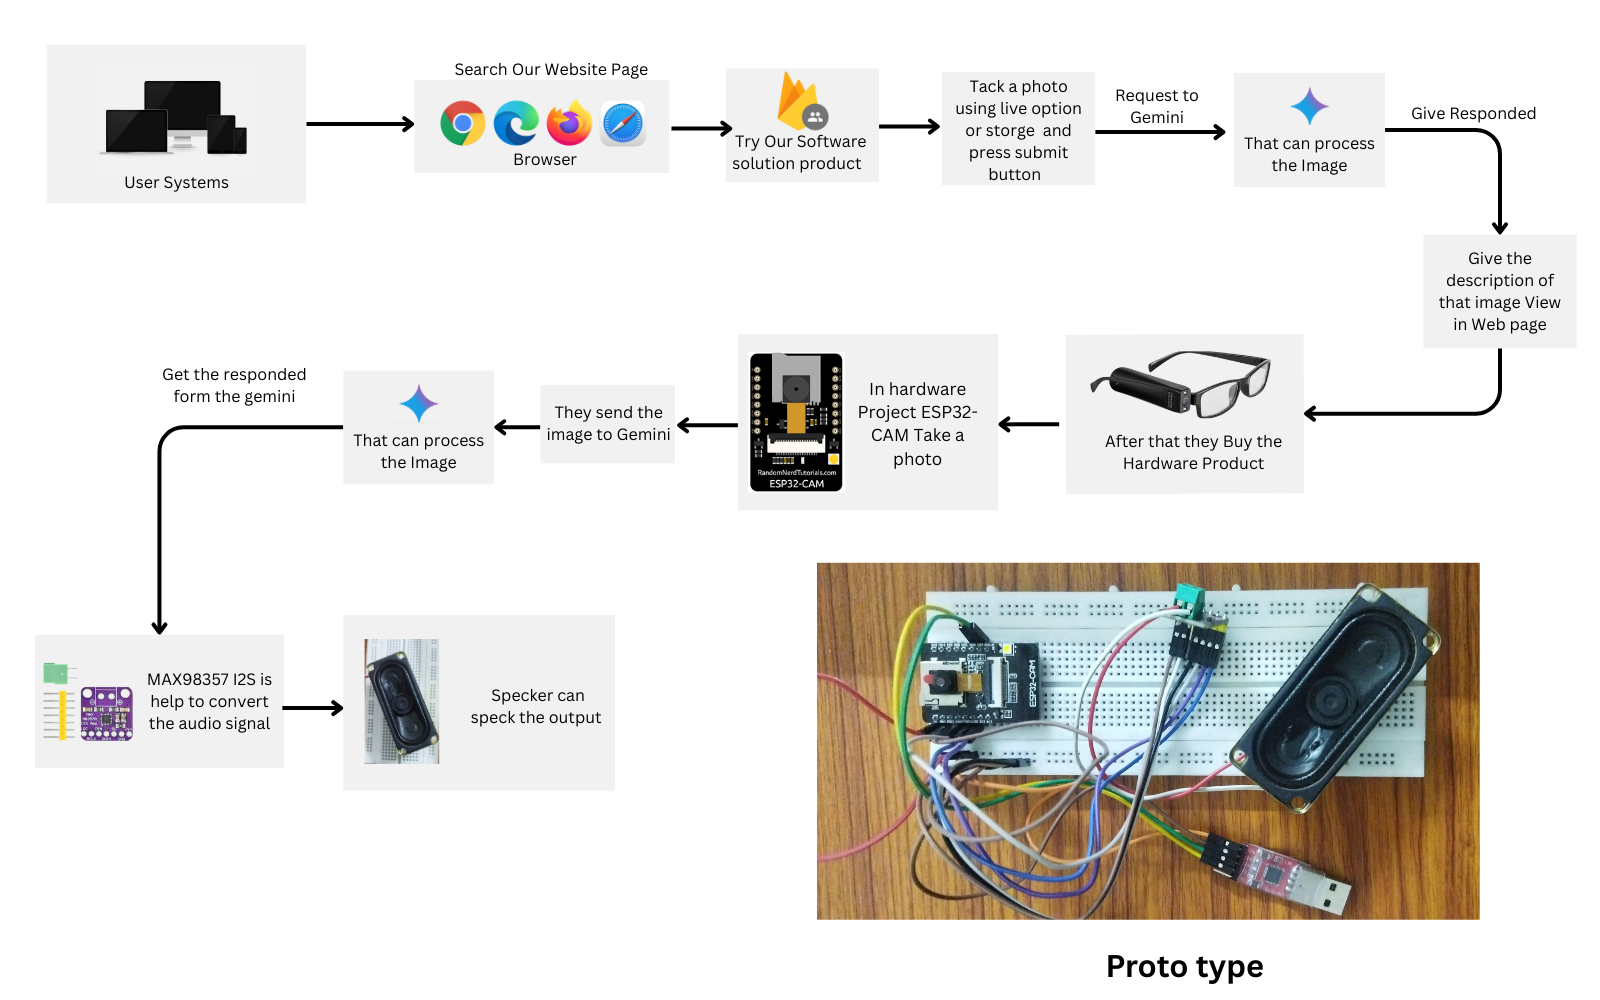 Search Our Website Page
User Systems
Browser
Try Our Software
solution product
Tack a photo
using live option
or storge and
press submit
button
Request to
Gemini
That can process
the Image
Give Responded
Give the
description of
that image View
in Web page
After that they Buy the
Hardware Product
In hardware
Project ESP32-
CAM Take a
photo
RandomNerdTutorials.com
ESP32-CAM
They send the
image to Gemini
That can process
the Image
Get the responded
form the gemini
MAX98357 I2S is
help to convert
the audio signal
Specker can
speck the output
ESP32-CAM
Proto type